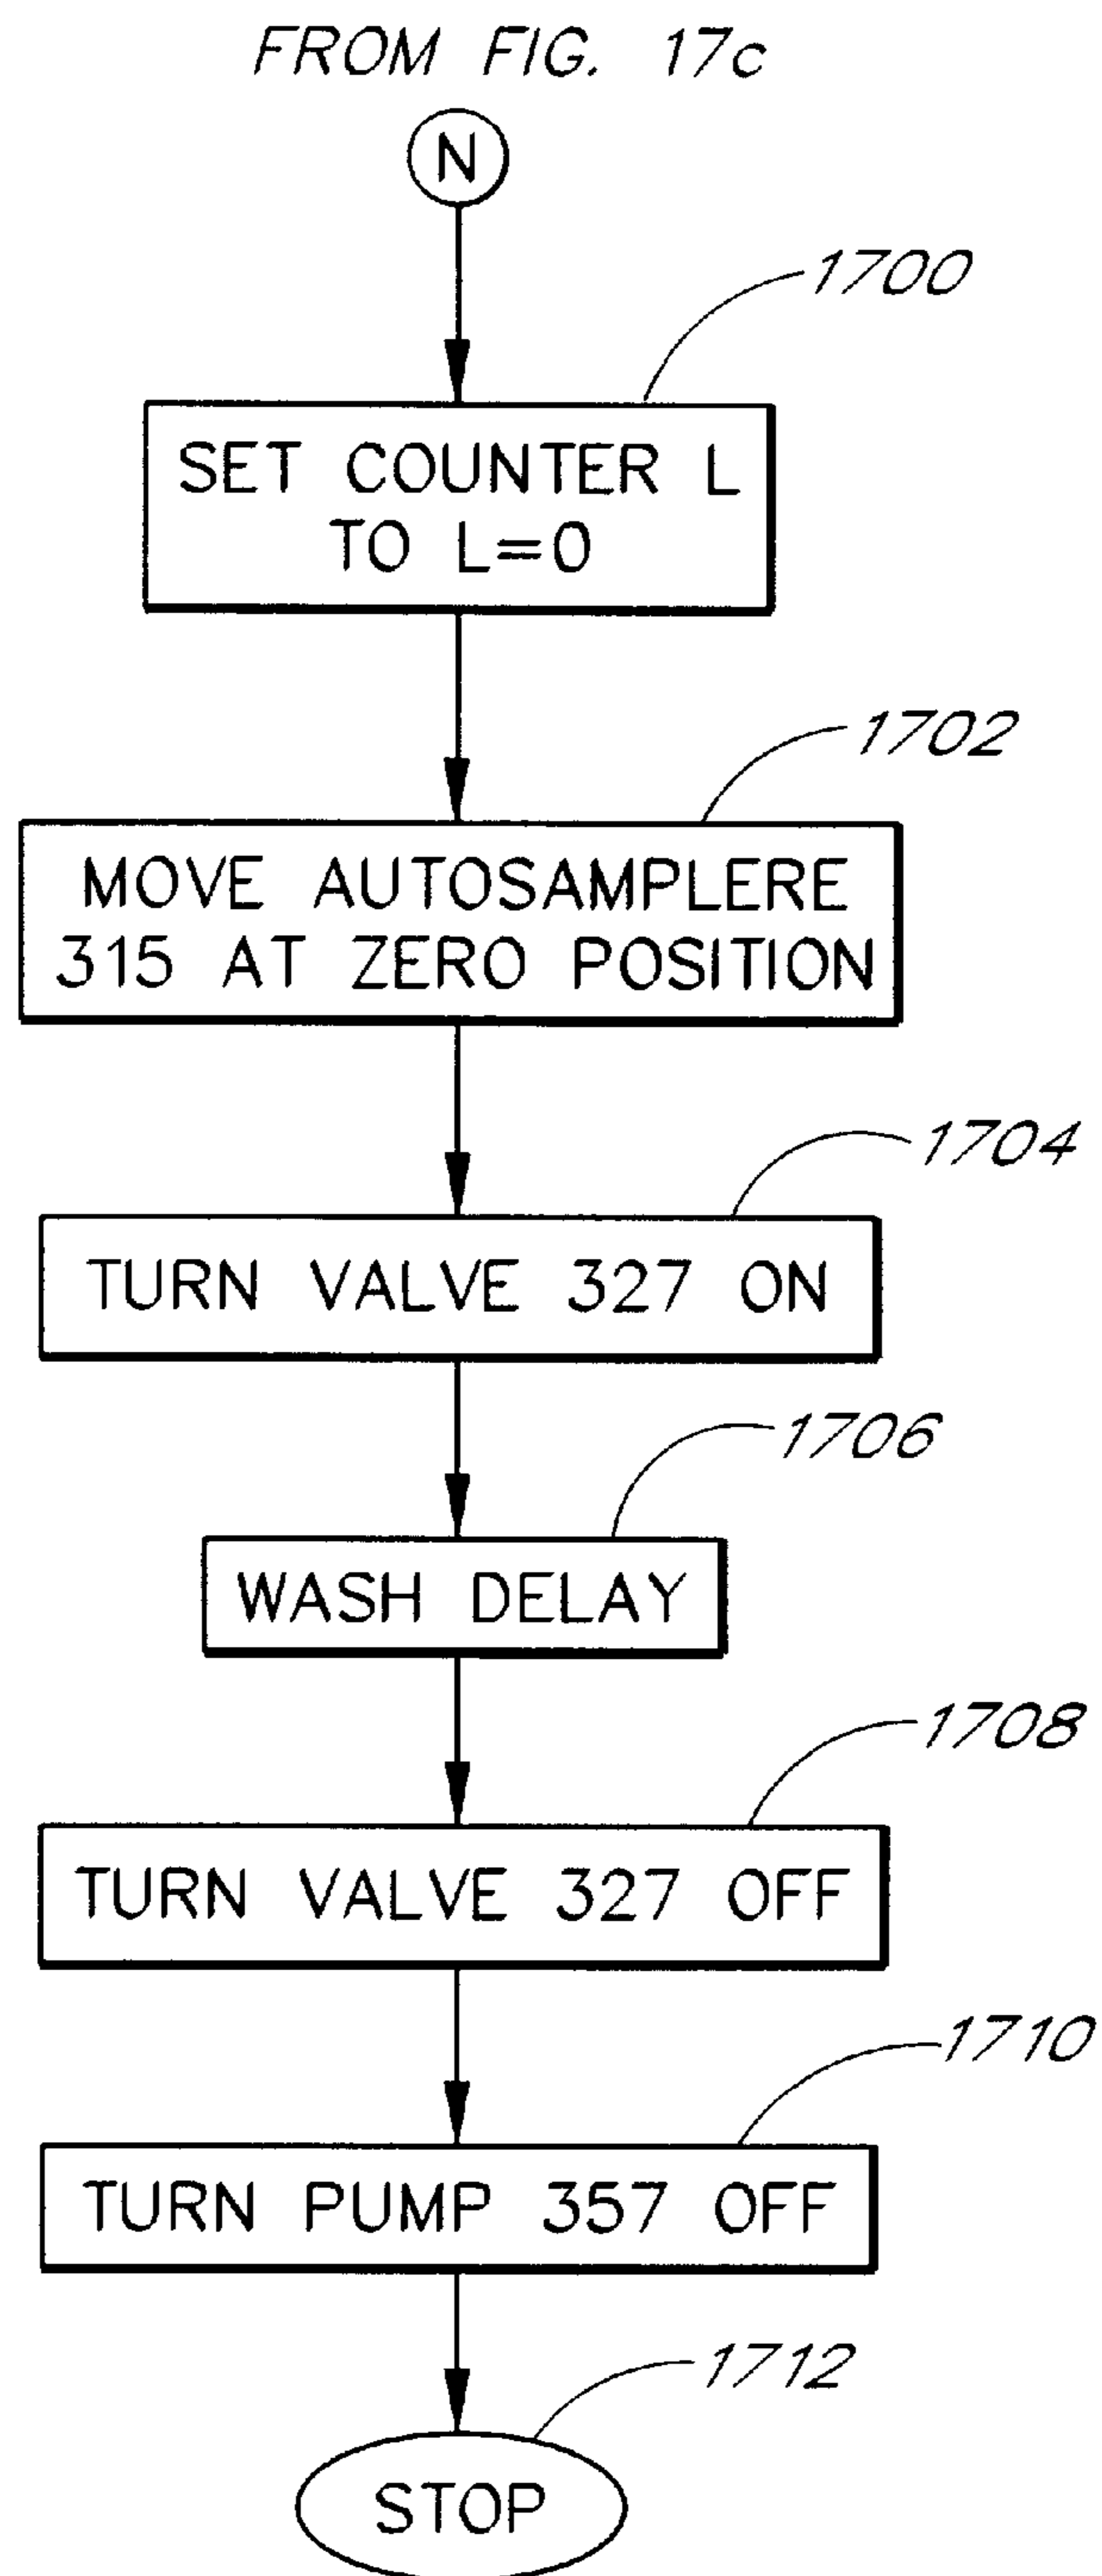 FROM FIG. 17c
N
1700
SET COUNTER L
TO L=0
1702
MOVE AUTOSAMPLERE
315 AT ZERO POSITION
1704
TURN VALVE 327 ON
1706
WASH DELAY
1708
TURN VALVE 327 OFF
1710
TURN PUMP 357 OFF
1712
STOP